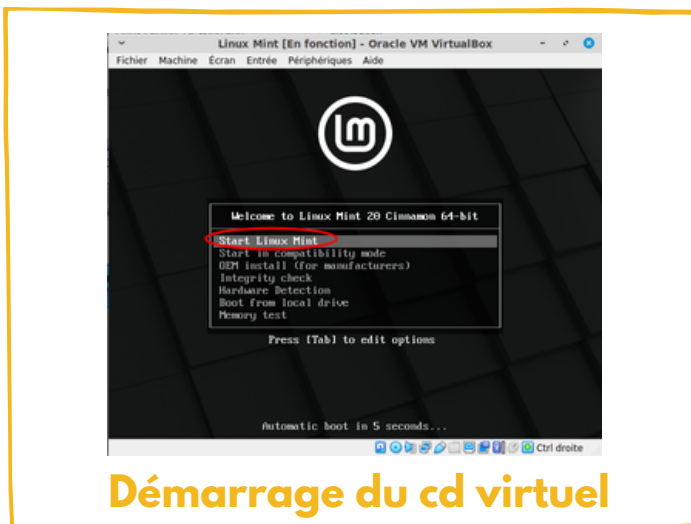 Linux Mint [En fonction] - Oracle VM VirtualBox
Fichier Machine Écran Entrée Périphériques Aide
lm
Welcome to Linux Mint 20 Cinnamon 64-bit
Start Linux Mint
Start in compatibility mode
OEM install (for manufacturers)
Integrity check
Hardware Detection
Boot from local drive
Memory test
Press [Tab] to edit options
Automatic boot in 5 seconds...
Ctrl droite
Démarrage du cd virtuel